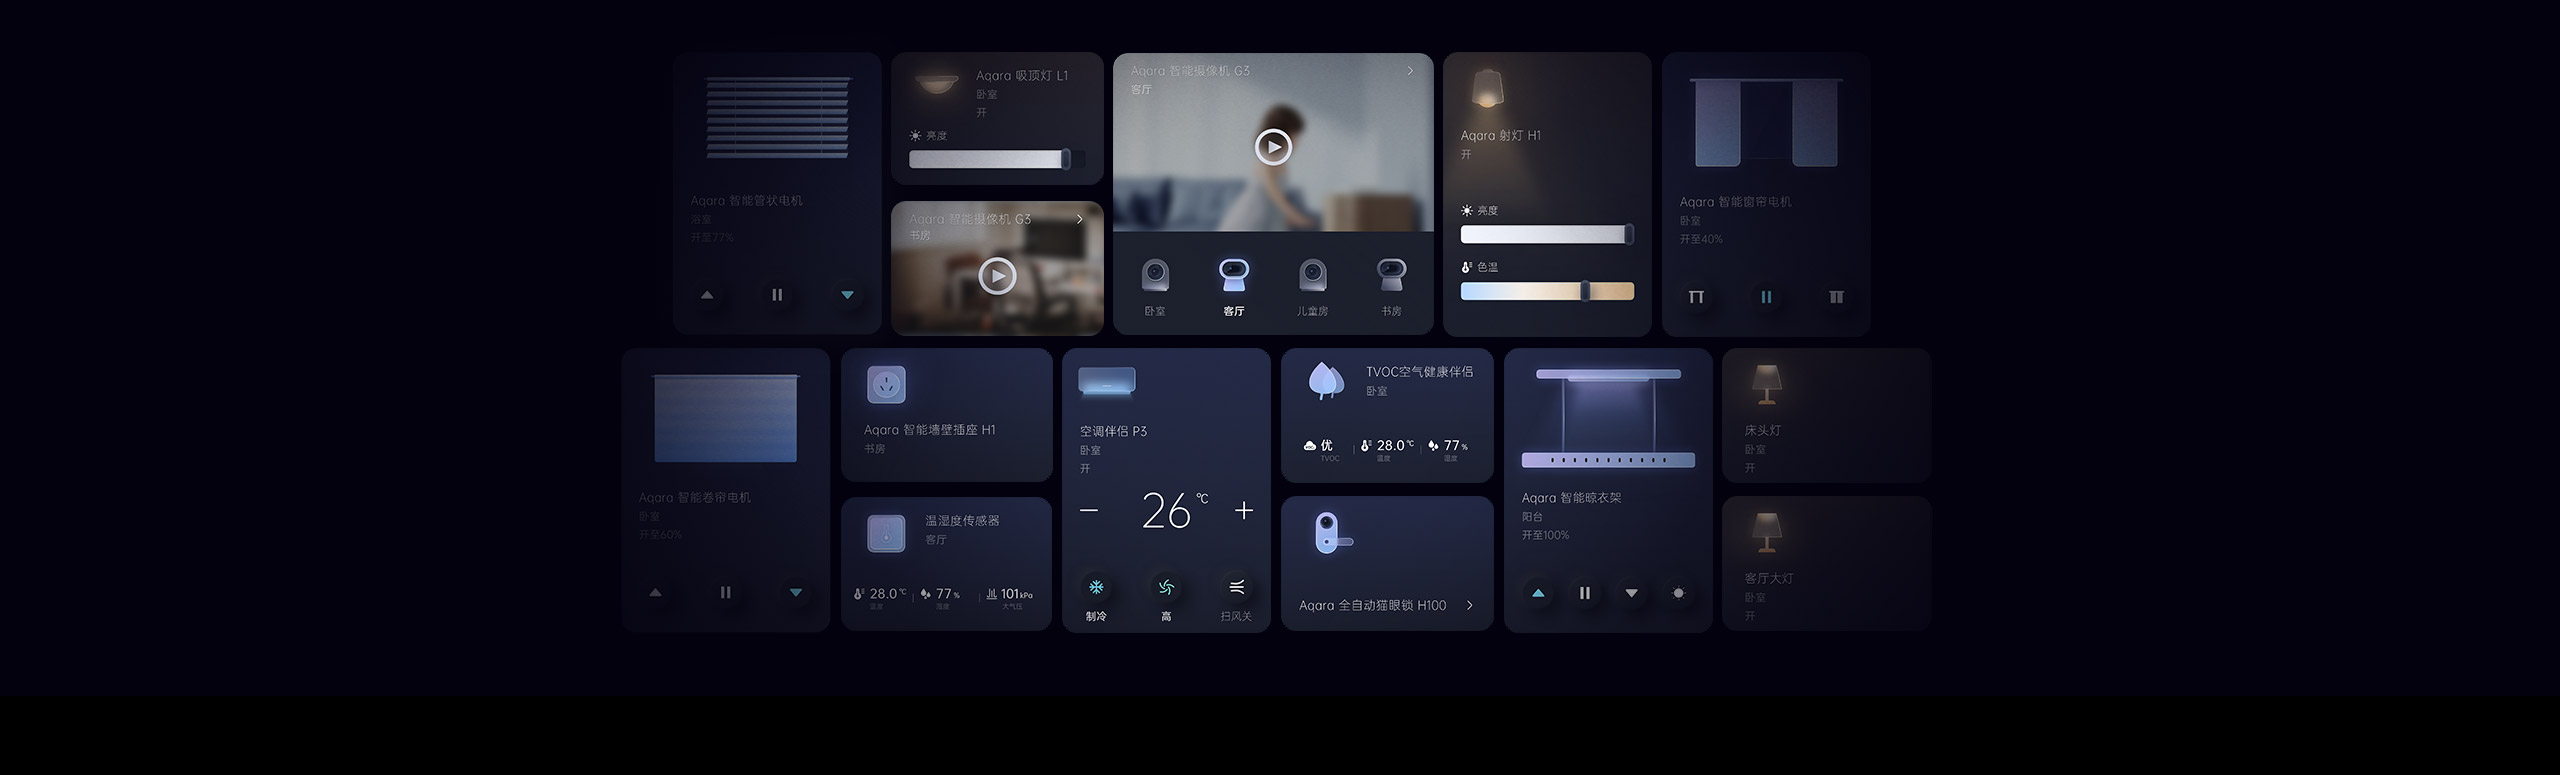 Aqara 智能管状电机
浴室
开至77%
Aqara 吸顶灯 L1
卧室
开
亮度
Aqara 智能摄像机 G3
书房
Aqara 智能摄像机 G3
客厅
卧室
客厅
儿童房
书房
Aqara 射灯 H1
开
亮度
色温
Aqara 智能窗帘电机
卧室
开至40%
Aqara 智能卷帘电机
卧室
开至60%
Aqara 智能墙壁插座 H1
书房
温湿度传感器
客厅
28.0℃ 77% 101kPa
温度 湿度 大气压
空调伴侣 P3
卧室
开
26℃
制冷 高 扫风关
TVOC空气健康伴侣
卧室
优 28.0℃ 77%
TVOC 温度 湿度
Aqara 全自动猫眼锁 H100
Aqara 智能晾衣架
阳台
开至100%
床头灯
卧室
开
客厅大灯
卧室
开